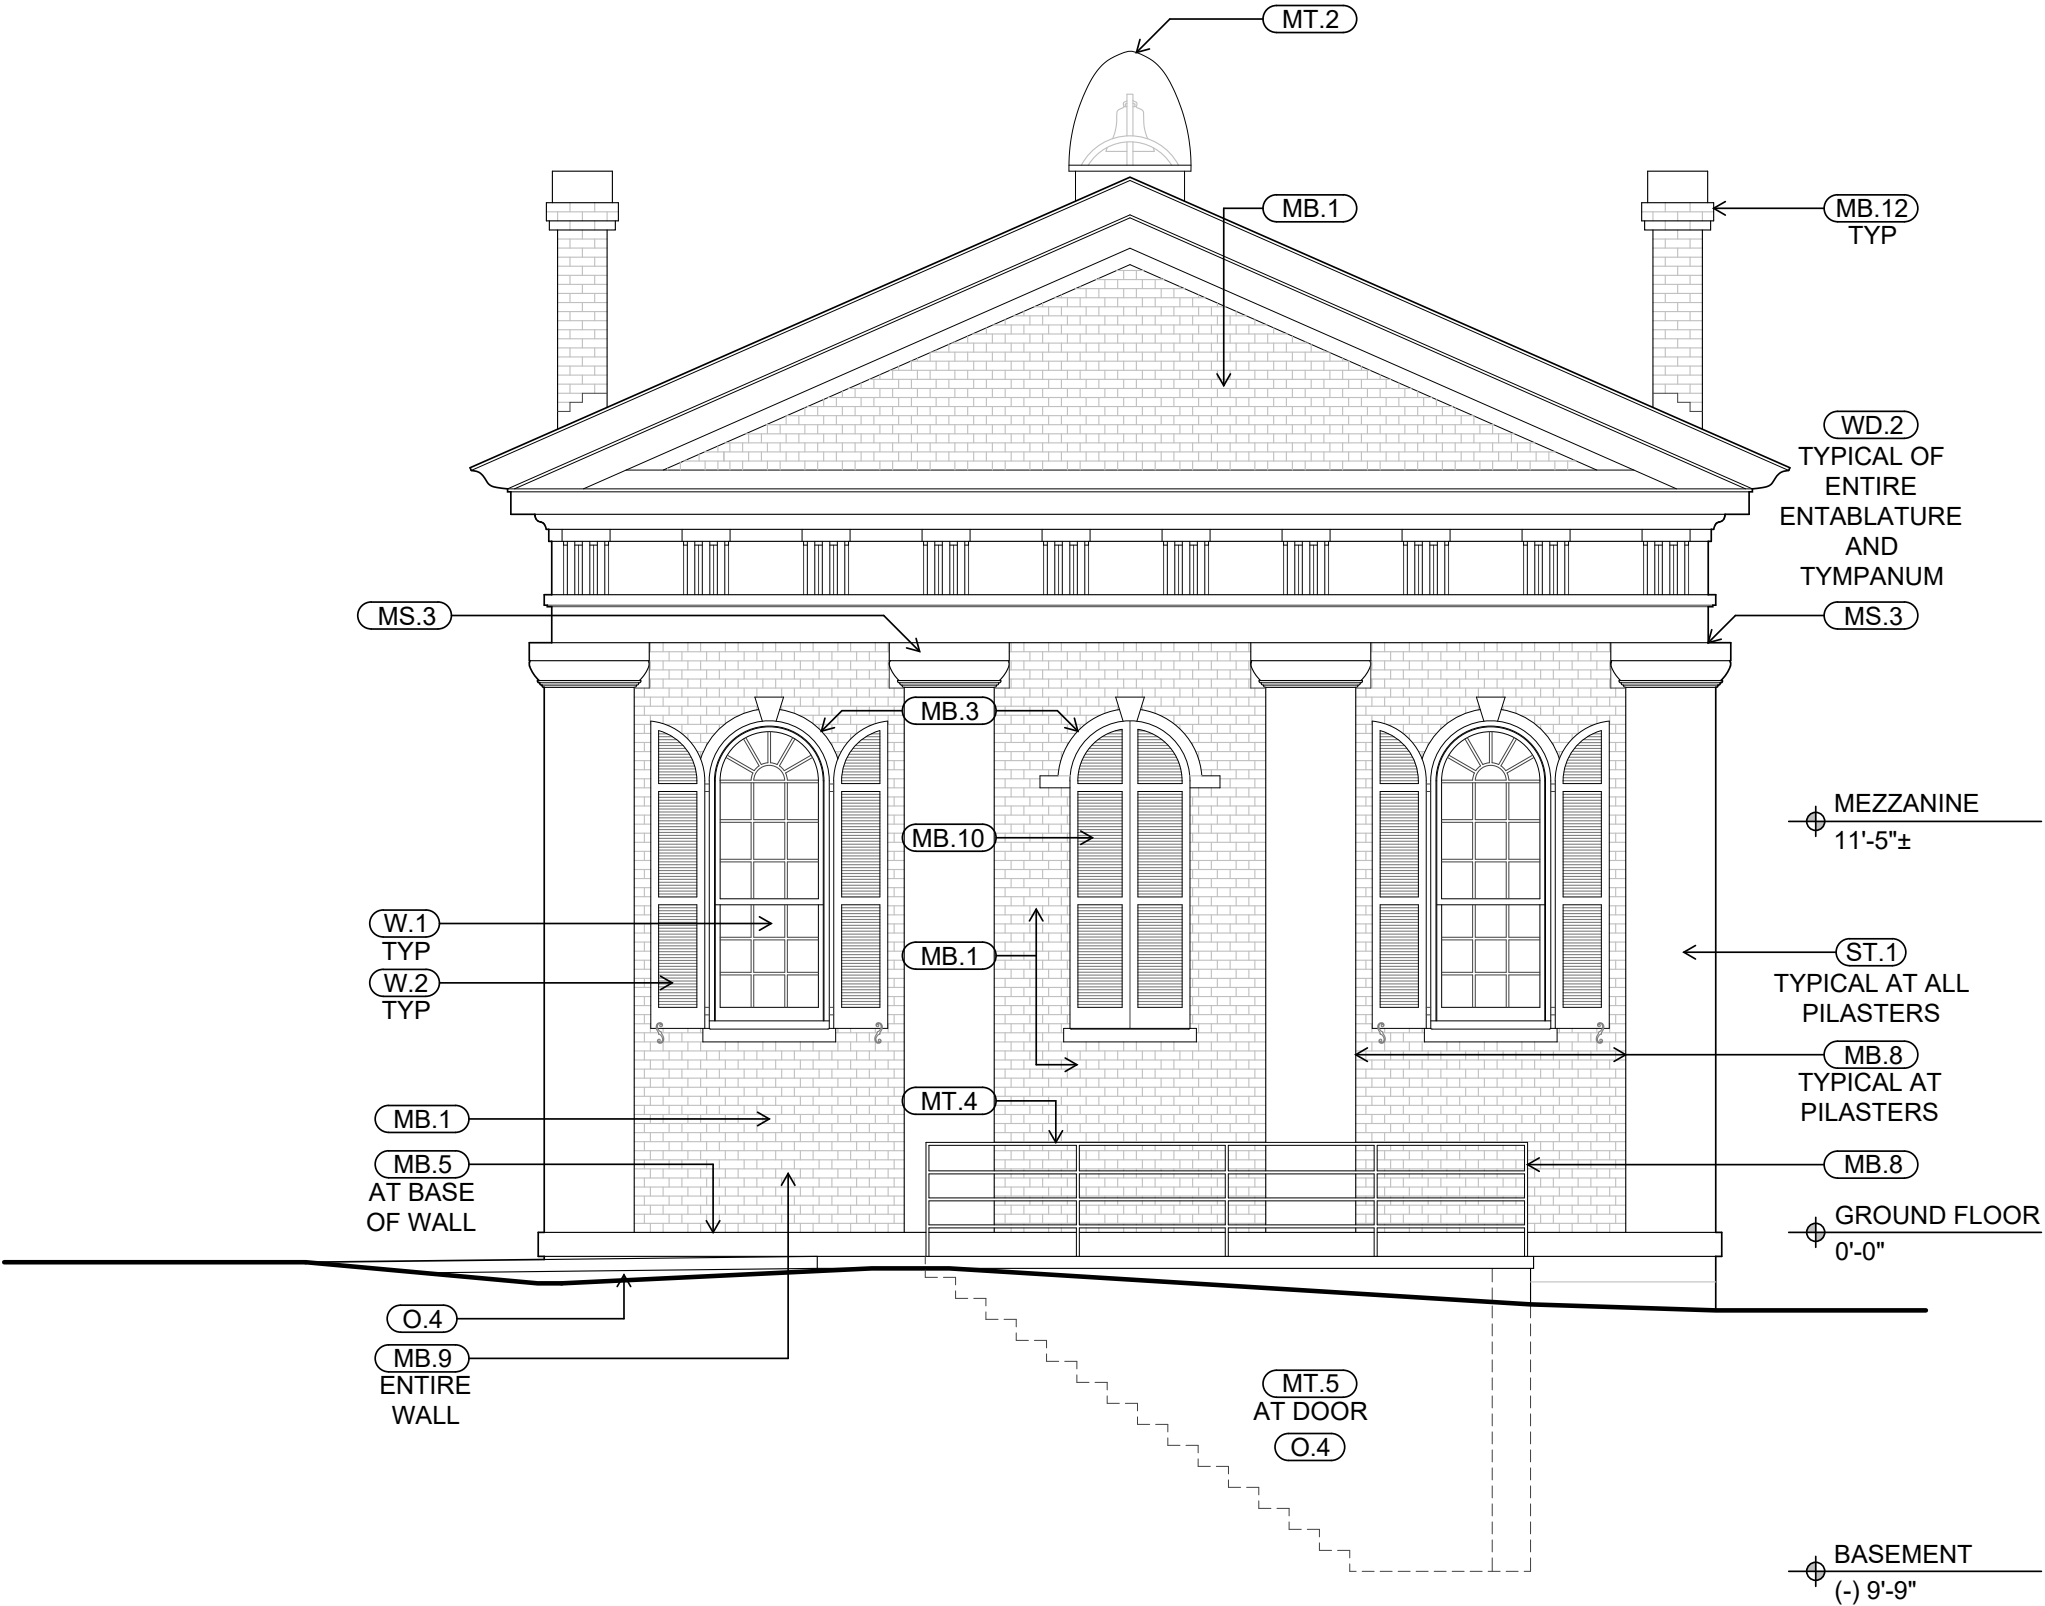 MT.2
MB.1
MB.12
TYP
WD.2
TYPICAL OF
ENTIRE
ENTABLATURE
AND
TYMPANUM
MS.3
MS.3
MB.3
MEZZANINE
11'-5"±
MB.10
W.1
TYP
W.2
TYP
MB.1
ST.1
TYPICAL AT ALL
PILASTERS
MB.8
TYPICAL AT
PILASTERS
MT.4
MB.1
MB.5
AT BASE
OF WALL
MB.8
GROUND FLOOR
0'-0"
O.4
MB.9
ENTIRE
WALL
MT.5
AT DOOR
O.4
BASEMENT
(-) 9'-9"